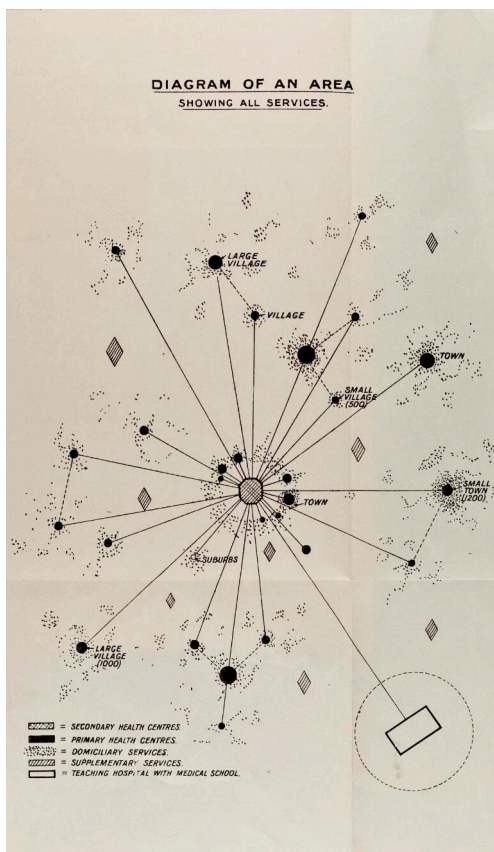 DIAGRAM OF AN AREA
SHOWING ALL SERVICES.
LARGE
VILLAGE
VILLAGE
TOWN
SMALL
VILLAGE
(500)
SMALL
TOWN
(1200)
TOWN
SUBURBS
LARGE
VILLAGE
(1000)
= SECONDARY HEALTH CENTRES.
= PRIMARY HEALTH CENTRES.
= DOMICILIARY SERVICES.
= SUPPLEMENTARY SERVICES.
= TEACHING HOSPITAL WITH MEDICAL SCHOOL.